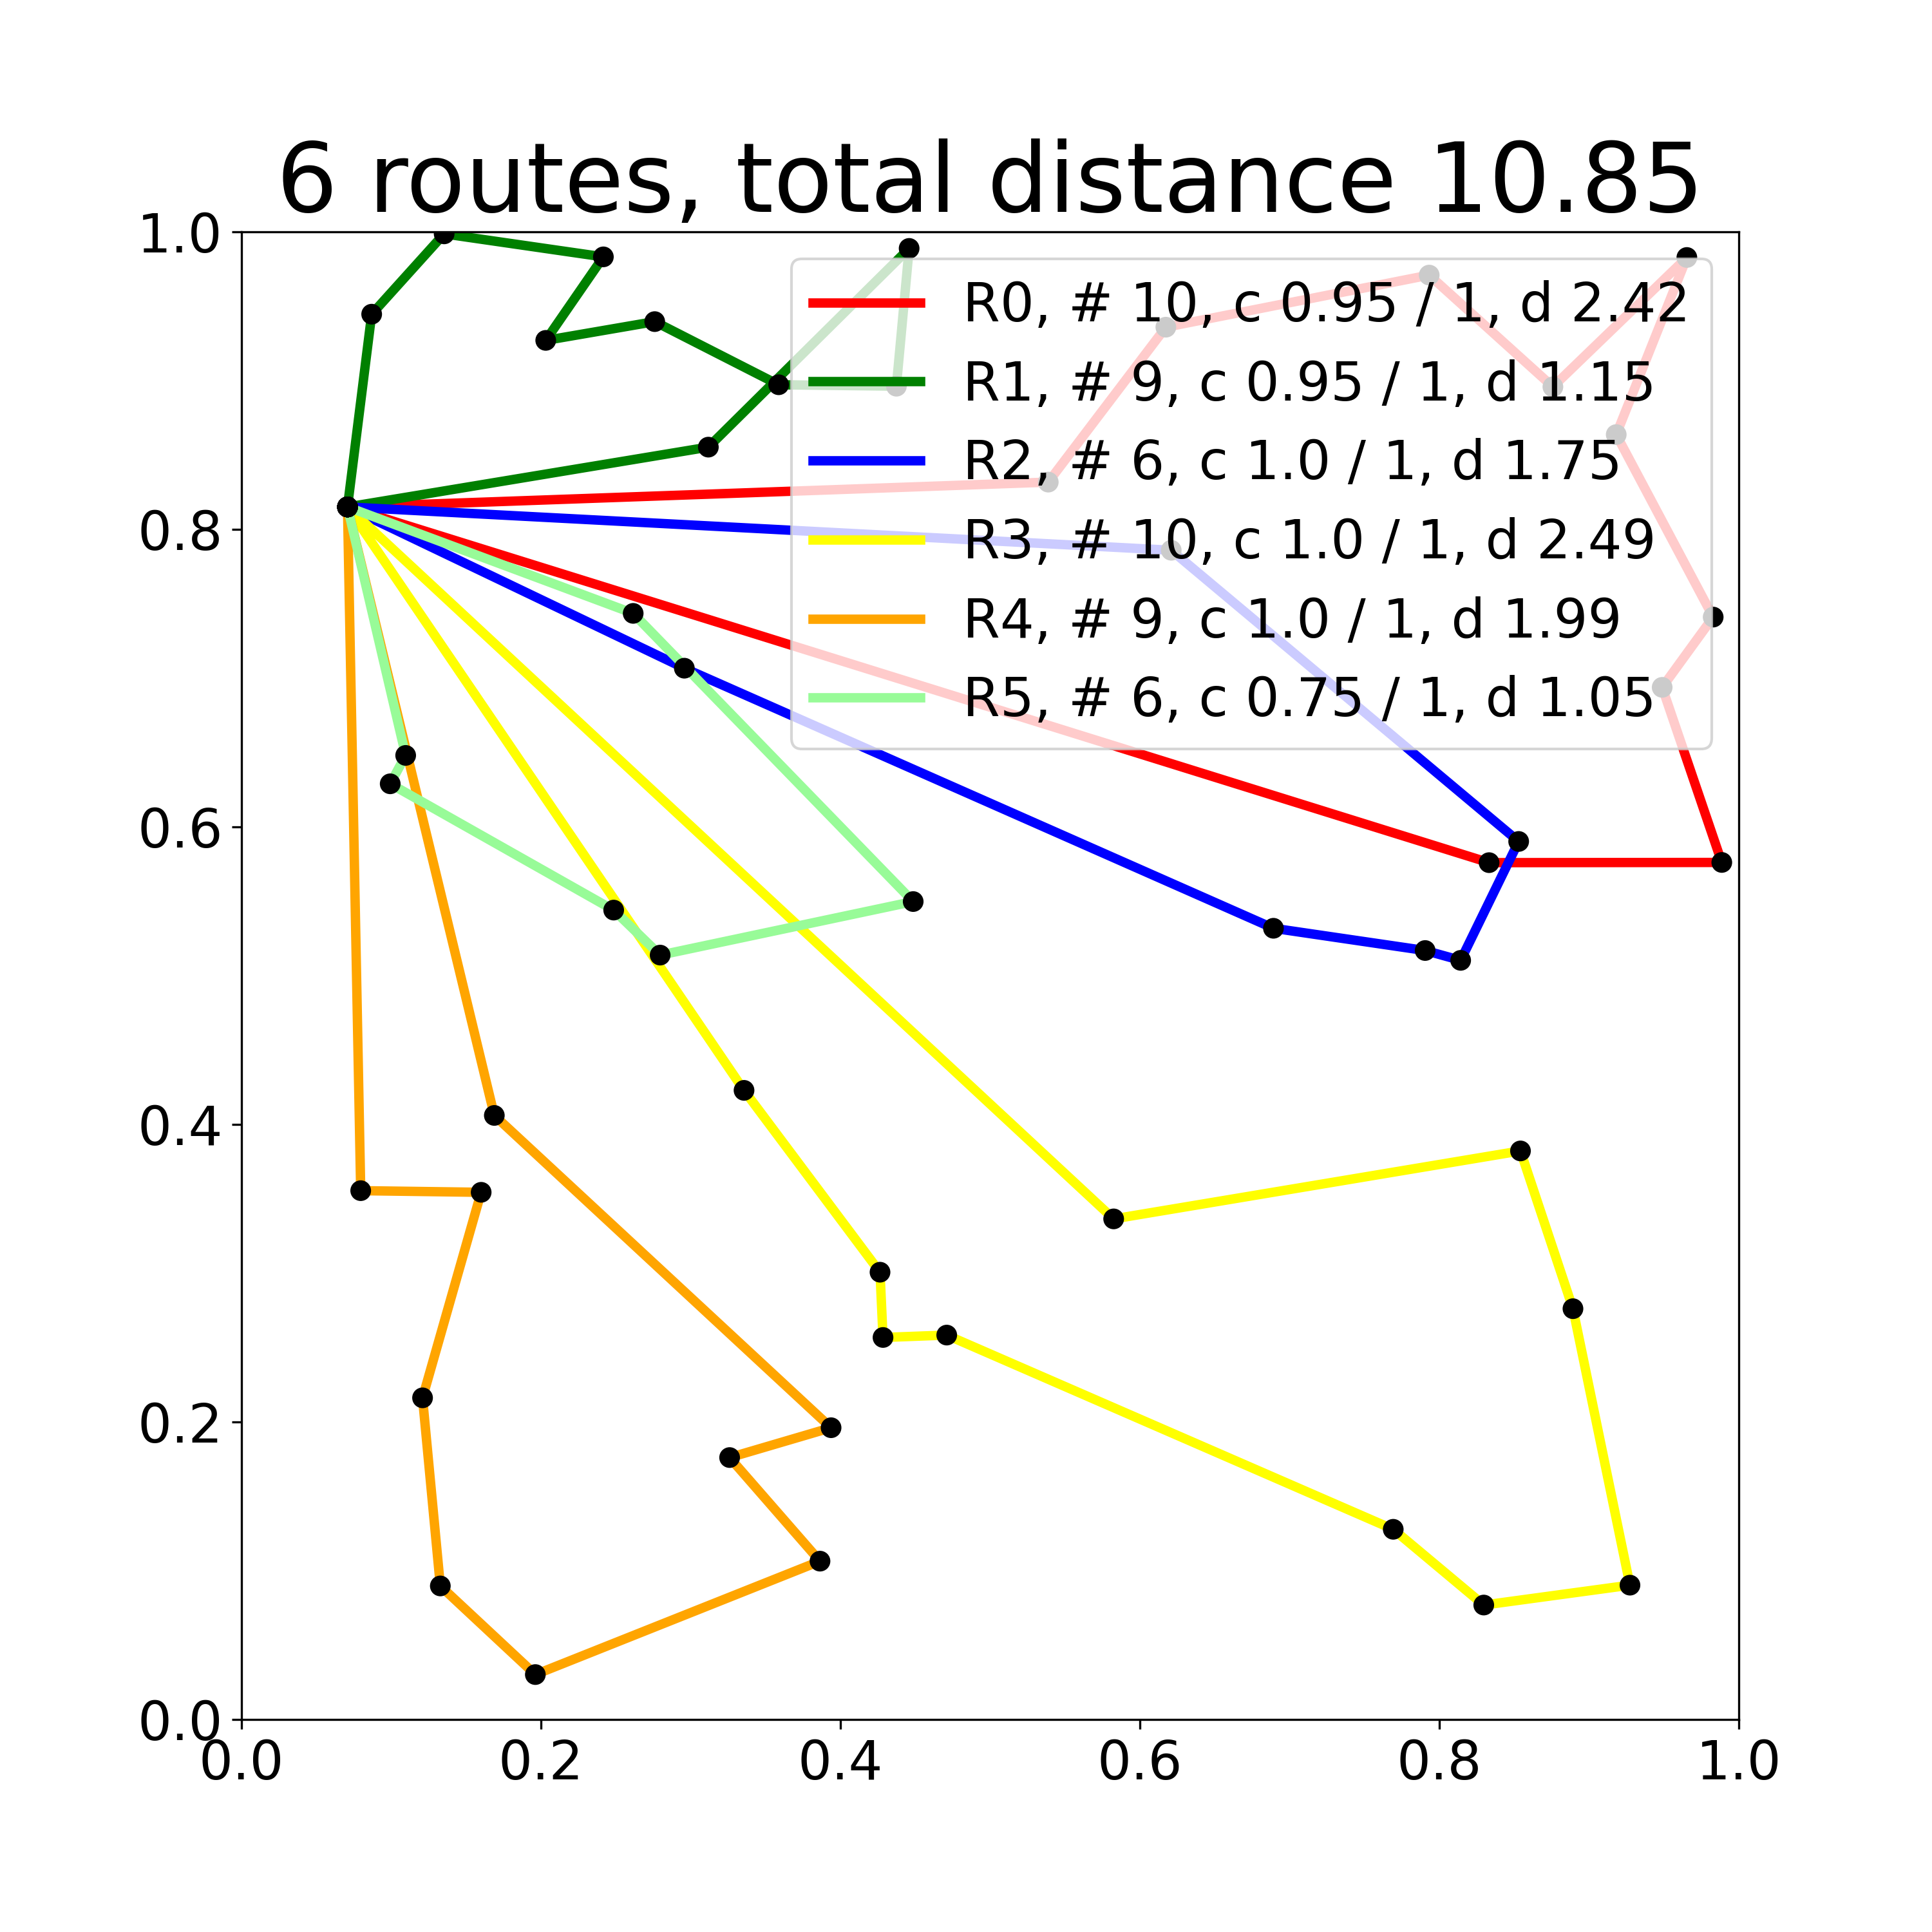 6 routes, total distance 10.85
1.0
0.8
0.6
0.4
0.2
0.0
R0, # 10, c 0.95 / 1, d 2.42
R1, # 9, c 0.95 / 1, d 1.15
R2, # 6, c 1.0 / 1, d 1.75
R3, # 10, c 1.0 / 1, d 2.49
R4, # 9, c 1.0 / 1, d 1.99
R5, # 6, c 0.75 / 1, d 1.05
0.0 0.2 0.4 0.6 0.8 1.0